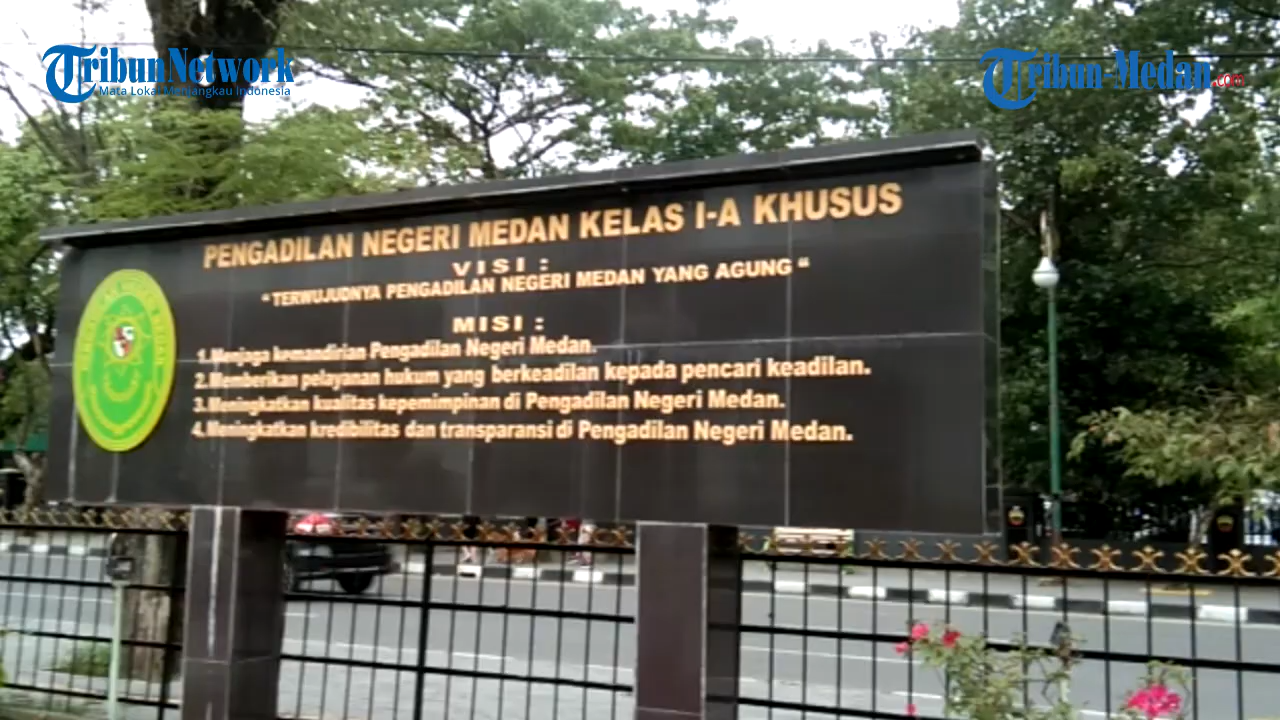 TribunNetwork
Mata Lokal Menjangkau Indonesia
Tribun-Medan.com
PENGADILAN NEGERI MEDAN KELAS I-A KHUSUS
VISI :
“ TERWUJUDNYA PENGADILAN NEGERI MEDAN YANG AGUNG “
MISI :
1. Menjaga kemandirian Pengadilan Negeri Medan.
2. Memberikan pelayanan hukum yang berkeadilan kepada pencari keadilan.
3. Meningkatkan kualitas kepemimpinan di Pengadilan Negeri Medan.
4. Meningkatkan kredibilitas dan transparansi di Pengadilan Negeri Medan.